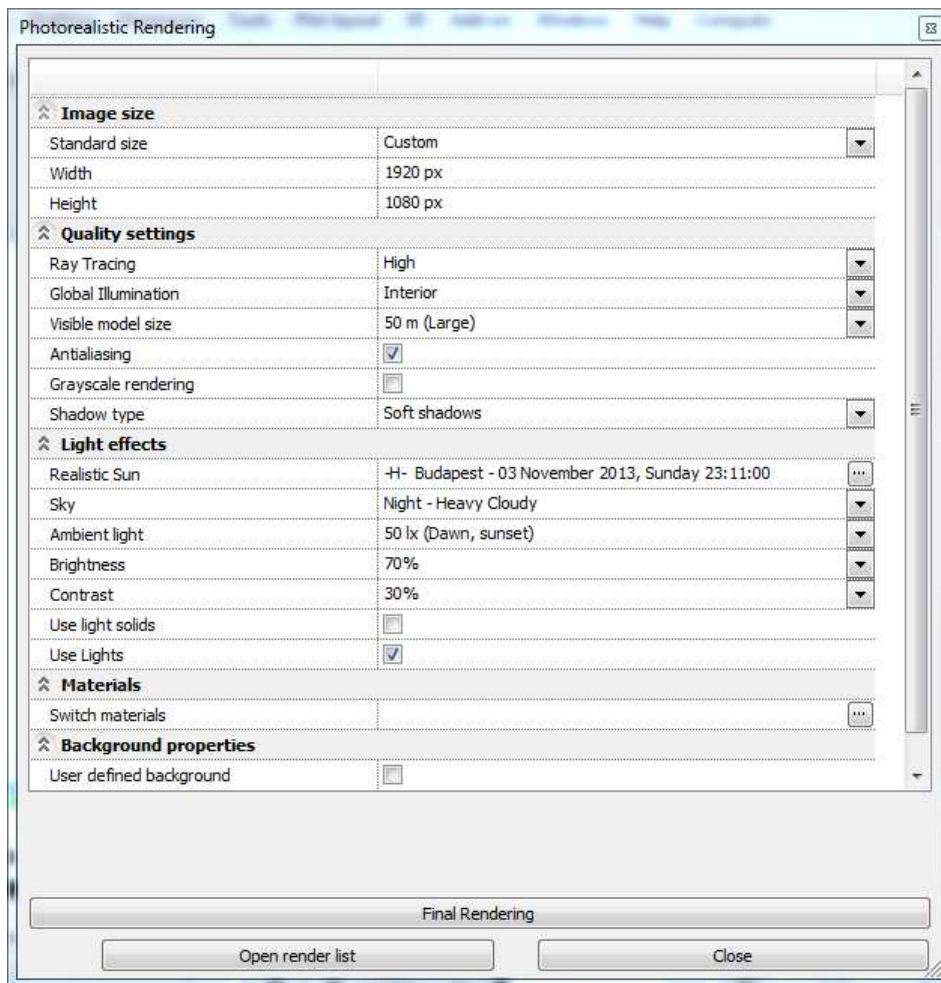 Tools
Windows
Help
Photorealistic Rendering
Image size
Standard size Custom
Width 1920 px
Height 1080 px
Quality settings
Ray Tracing High
Global Illumination Interior
Visible model size 50 m (Large)
Antialiasing
Grayscale rendering
Shadow type Soft shadows
Light effects
Realistic Sun -H- Budapest - 03 November 2013, Sunday 23:11:00
Sky Night - Heavy Cloudy
Ambient light 50 lx (Dawn, sunset)
Brightness 70%
Contrast 30%
Use light solids
Use Lights
Materials
Switch materials
Background properties
User defined background
Final Rendering
Open render list Close